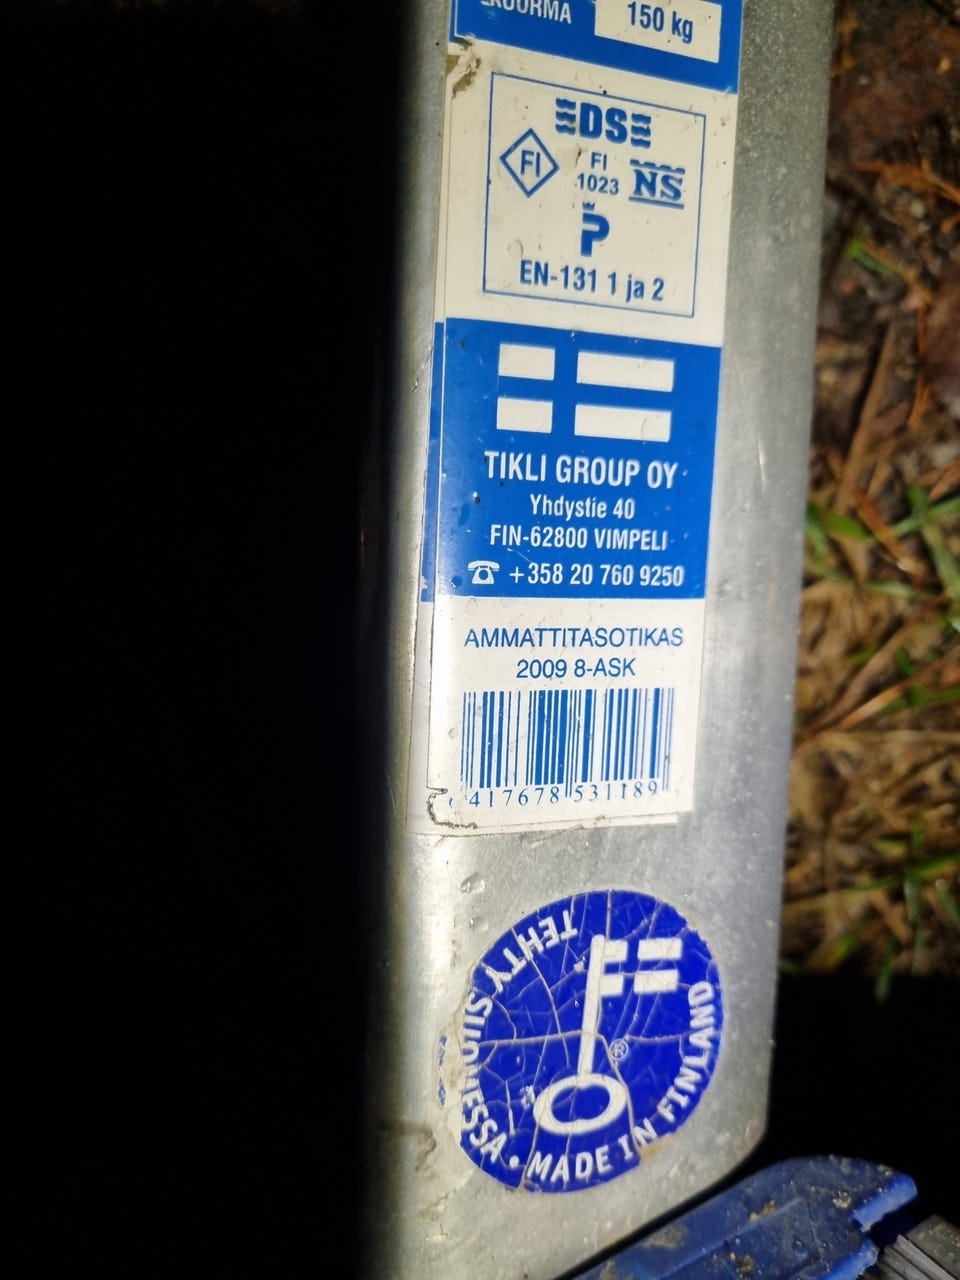 150 kg
DS
FI
FI
1023
NS
P
EN-131 1 ja 2
TIKLI GROUP OY
Yhdystie 40
FIN-62800 VIMPELI
☎ +358 20 760 9250
AMMATTITASOTIKAS
2009 8-ASK
417678 531189
TEHTY SUOMESSA • MADE IN FINLAND
®